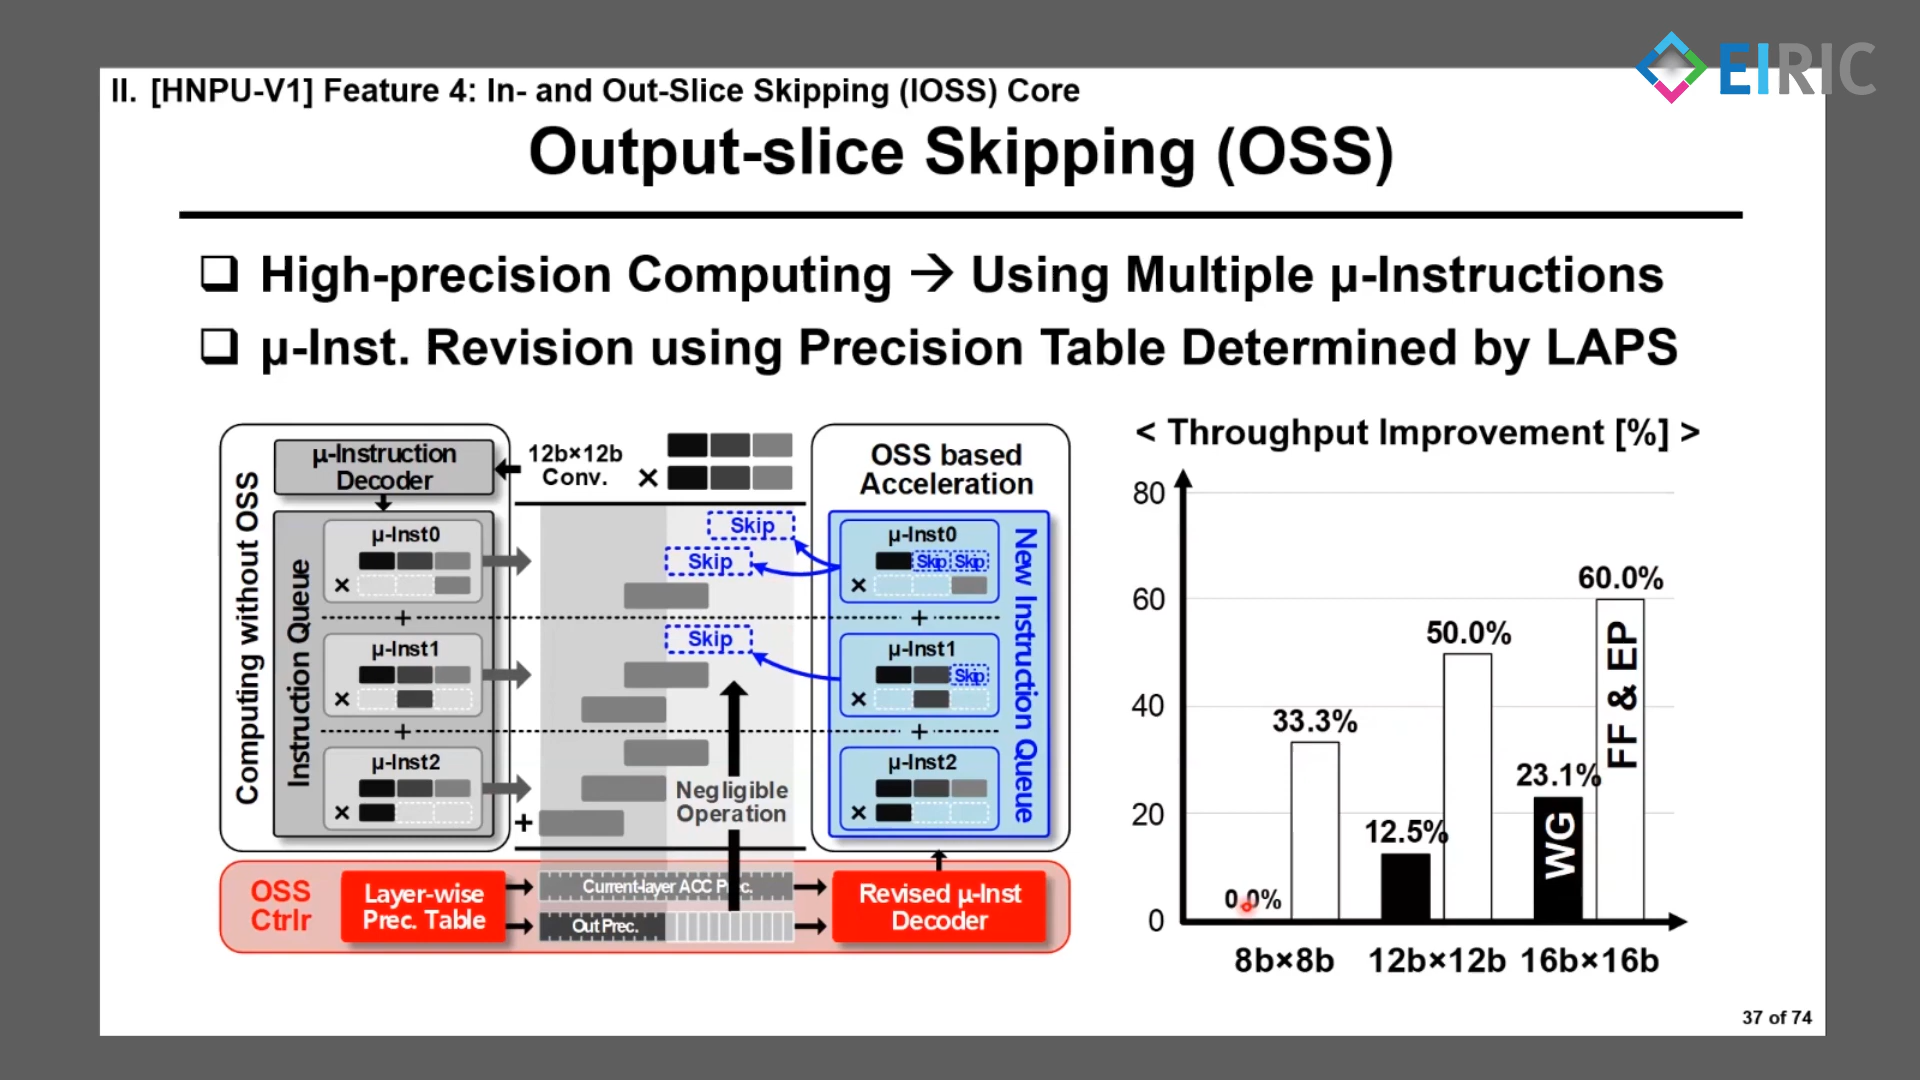 EIRIC
II. [HNPU-V1] Feature 4: In- and Out-Slice Skipping (IOSS) Core
Output-slice Skipping (OSS)
❑ High-precision Computing → Using Multiple µ-Instructions
❑ µ-Inst. Revision using Precision Table Determined by LAPS
Computing without OSS
µ-Instruction
Decoder
Instruction Queue
µ-Inst0
×
+
µ-Inst1
×
+
µ-Inst2
×
12b×12b
Conv.
×
Skip
Skip
Skip
+
Negligible
Operation
OSS based
Acceleration
New Instruction Queue
µ-Inst0
Skip Skip
×
+
µ-Inst1
Skip
×
+
µ-Inst2
×
OSS
Ctrlr
Layer-wise
Prec. Table
Current-layer ACC Prec.
Out Prec.
Revised µ-Inst
Decoder
< Throughput Improvement [%] >
80
60
40
20
0
0.0%
33.3%
12.5%
50.0%
23.1%
60.0%
WG
FF & EP
8b×8b
12b×12b
16b×16b
37 of 74